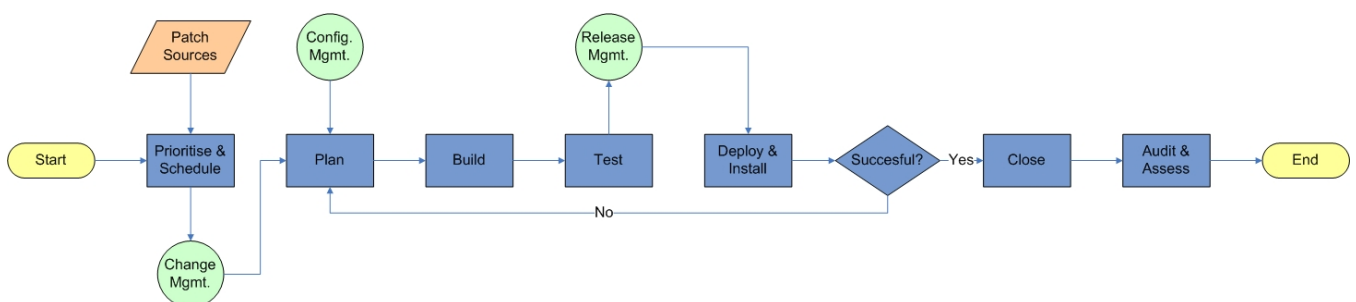 Patch
Sources
Config.
Mgmt.
Release
Mgmt.
Start
Prioritise &
Schedule
Plan
Build
Test
Deploy &
Install
Succesful?
Yes
Close
Audit &
Assess
End
No
Change
Mgmt.